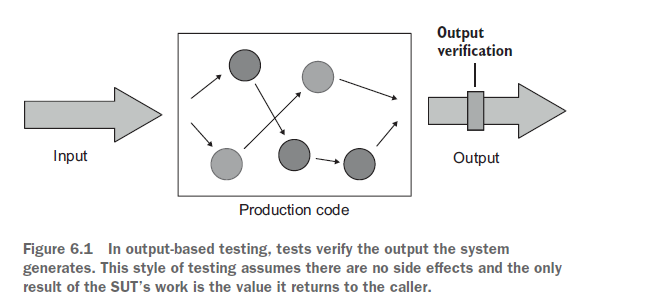 Output
verification
Input
Output
Production code
Figure 6.1 In output-based testing, tests verify the output the system
generates. This style of testing assumes there are no side effects and the only
result of the SUT's work is the value it returns to the caller.